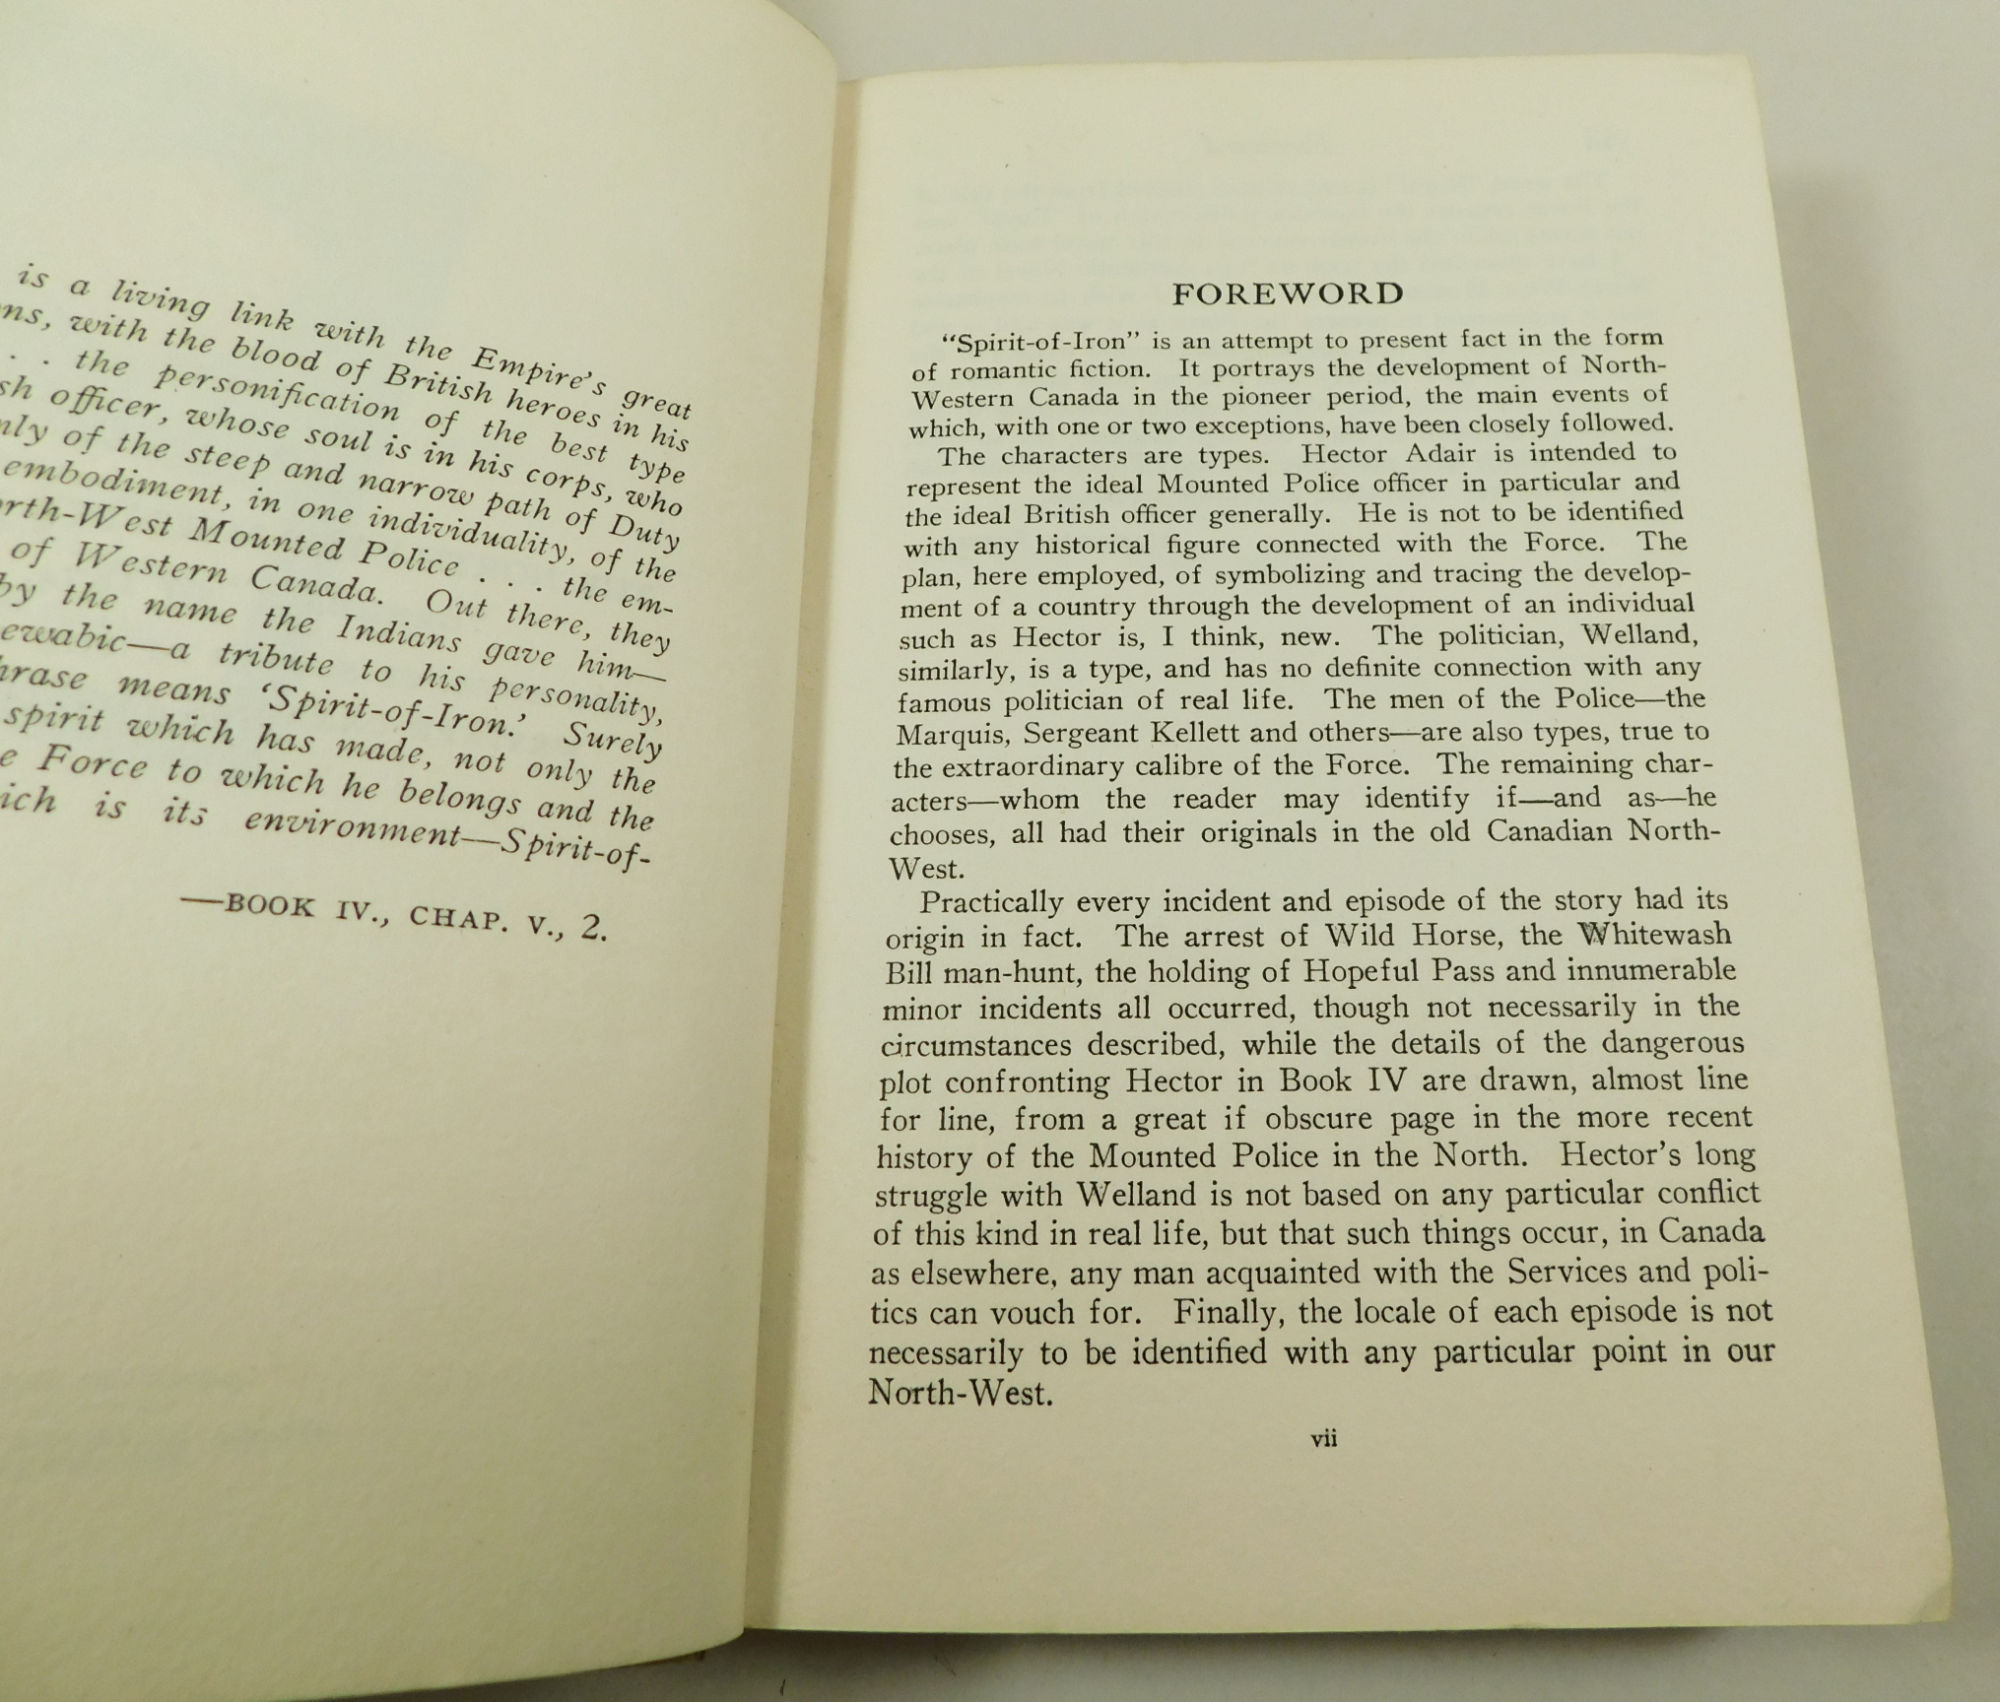 is a living link with the Empire's great
with the blood of British heroes in his
. . the personification of the best type
officer, whose soul is in his corps, who
of the steep and narrow path of Duty
embodiment, in one individuality, of the
West Mounted Police . . . the em-
of Western Canada. Out there, they
by the name the Indians gave him—
—a tribute to his personality,
means 'Spirit-of-Iron.' Surely
spirit which has made, not only the
Force to which he belongs and the
is its environment—Spirit-of-
—BOOK IV., CHAP. V., 2.
FOREWORD
"Spirit-of-Iron" is an attempt to present fact in the form
of romantic fiction. It portrays the development of North-
Western Canada in the pioneer period, the main events of
which, with one or two exceptions, have been closely followed.
The characters are types. Hector Adair is intended to
represent the ideal Mounted Police officer in particular and
the ideal British officer generally. He is not to be identified
with any historical figure connected with the Force. The
plan, here employed, of symbolizing and tracing the develop-
ment of a country through the development of an individual
such as Hector is, I think, new. The politician, Welland,
similarly, is a type, and has no definite connection with any
famous politician of real life. The men of the Police—the
Marquis, Sergeant Kellett and others—are also types, true to
the extraordinary calibre of the Force. The remaining char-
acters—whom the reader may identify if—and as—he
chooses, all had their originals in the old Canadian North-
West.
Practically every incident and episode of the story had its
origin in fact. The arrest of Wild Horse, the Whitewash
Bill man-hunt, the holding of Hopeful Pass and innumerable
minor incidents all occurred, though not necessarily in the
circumstances described, while the details of the dangerous
plot confronting Hector in Book IV are drawn, almost line
for line, from a great if obscure page in the more recent
history of the Mounted Police in the North. Hector's long
struggle with Welland is not based on any particular conflict
of this kind in real life, but that such things occur, in Canada
as elsewhere, any man acquainted with the Services and poli-
tics can vouch for. Finally, the locale of each episode is not
necessarily to be identified with any particular point in our
North-West.
vii